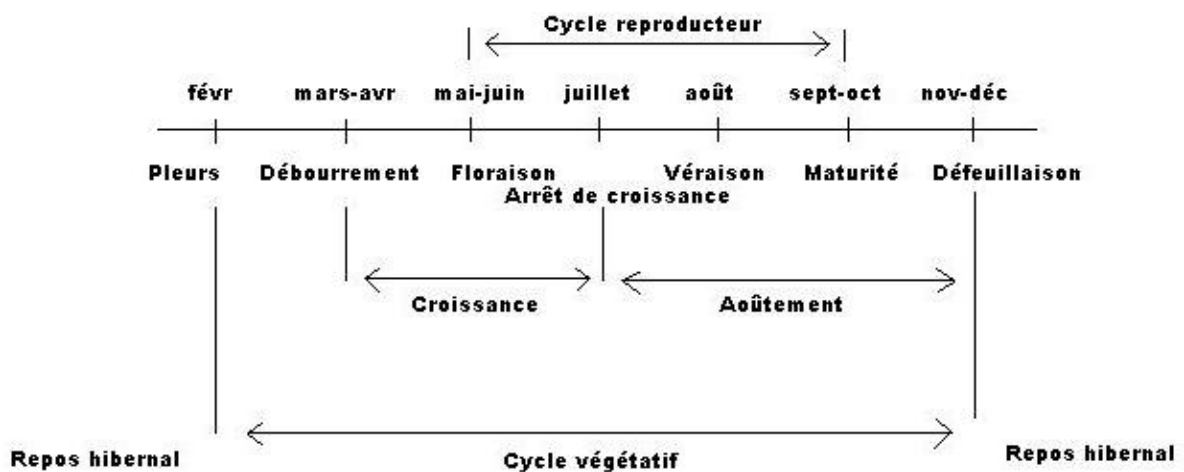 Cycle reproducteur
févr mars-avr mai-juin juillet août sept-oct nov-déc
Pleurs Débourrement Floraison Véraison Maturité Défeuillaison
Arrêt de croissance
Croissance Aoûtement
Repos hibernal Cycle végétatif Repos hibernal